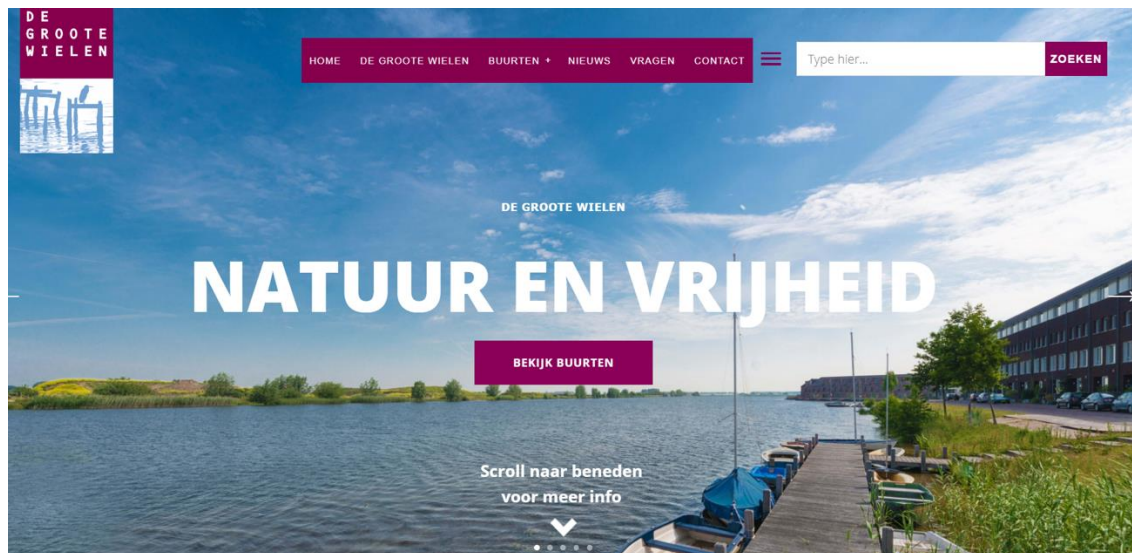 DE
GROOTE
WIELEN
HOME DE GROOTE WIELEN BUURTEN + NIEUWS VRAGEN CONTACT
Type hier...
ZOEKEN
DE GROOTE WIELEN
NATUUR EN VRIJHEID
BEKIJK BUURTEN
Scroll naar beneden
voor meer info